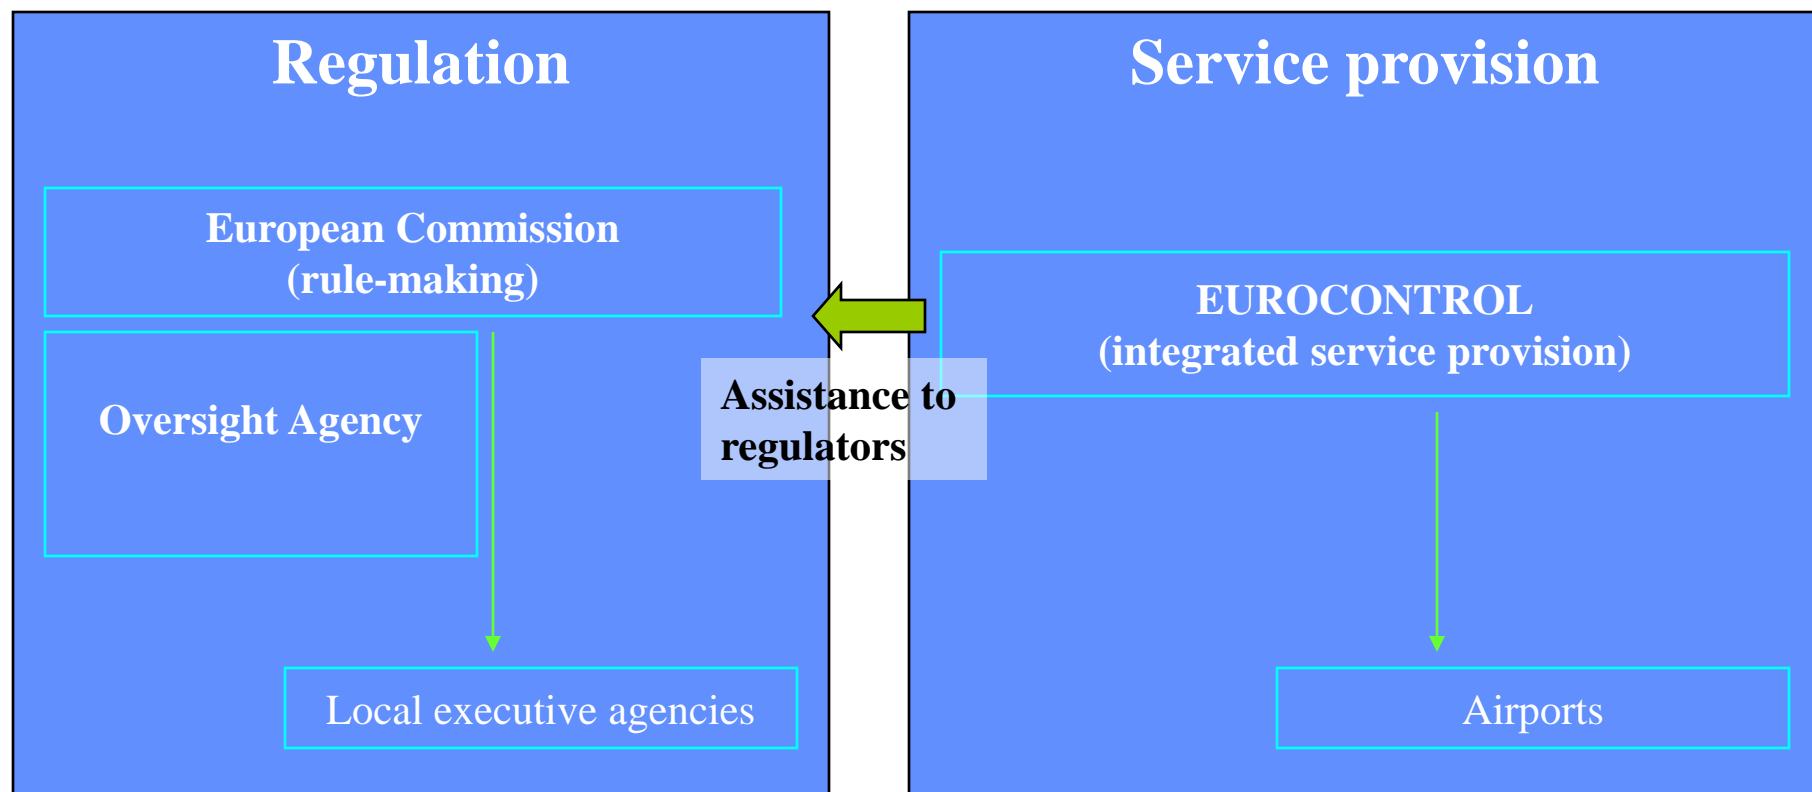 Regulation
European Commission
(rule-making)
Oversight Agency
Local executive agencies
Assistance to
regulators
Service provision
EUROCONTROL
(integrated service provision)
Airports